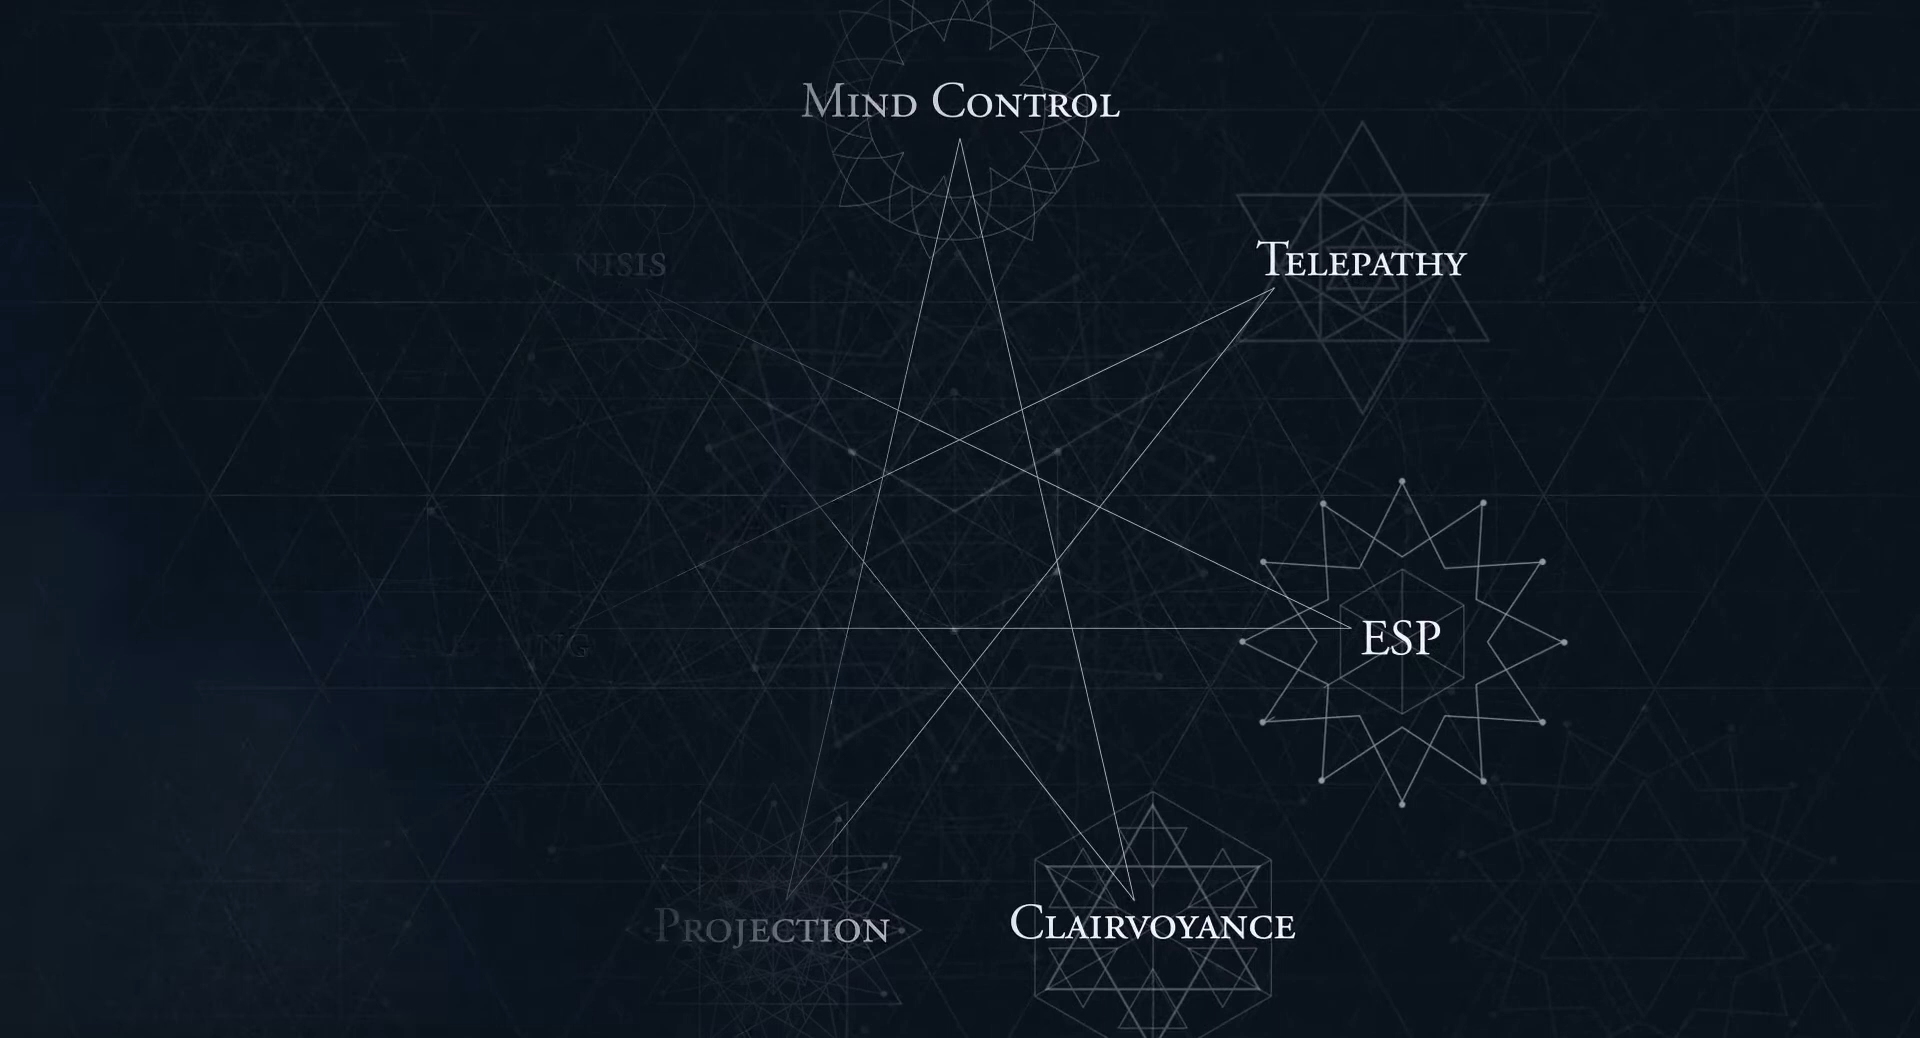 Mind Control
Telepathy
ESP
Projection
Clairvoyance